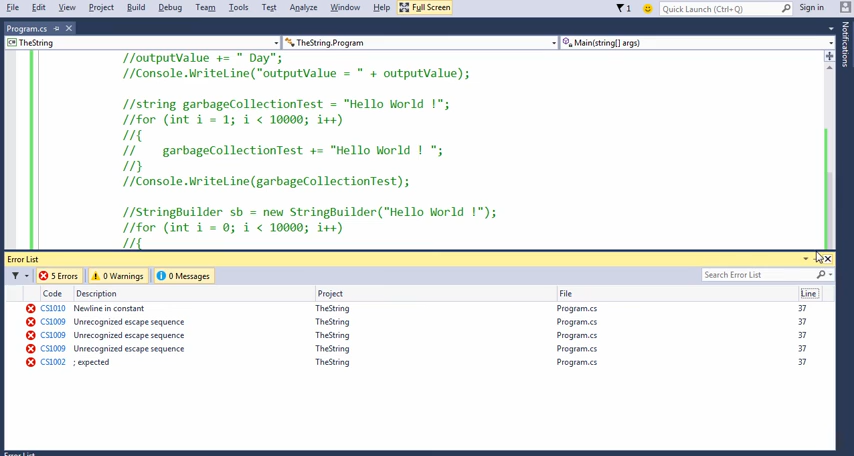 File Edit View Project Build Debug Team Tools Test Analyze Window Help Full Screen 1 Quick Launch (Ctrl+Q) Sign in
Program.cs
TheString TheString.Program Main(string[] args)
Notifications
//outputValue += " Day";
//Console.WriteLine("outputValue = " + outputValue);
//string garbageCollectionTest = "Hello World !";
//for (int i = 1; i < 10000; i++)
//{
// garbageCollectionTest += "Hello World ! ";
//}
//Console.WriteLine(garbageCollectionTest);
//StringBuilder sb = new StringBuilder("Hello World !");
//for (int i = 0; i < 10000; i++)
//{
Error List
5 Errors 0 Warnings 0 Messages Search Error List
Code Description Project File Line
CS1010 Newline in constant TheString Program.cs 37
CS1009 Unrecognized escape sequence TheString Program.cs 37
CS1009 Unrecognized escape sequence TheString Program.cs 37
CS1009 Unrecognized escape sequence TheString Program.cs 37
CS1002 ; expected TheString Program.cs 37
Error List